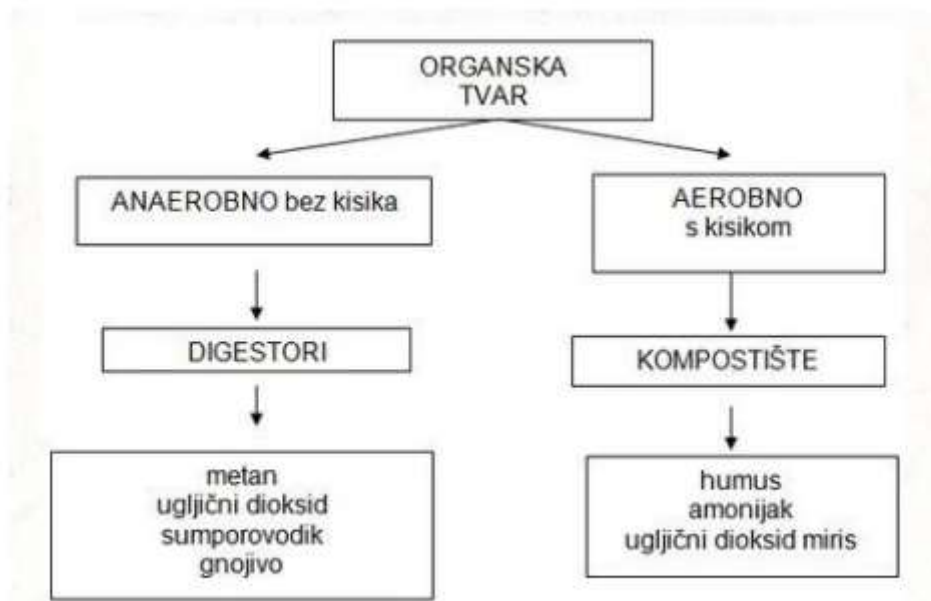 ORGANSKA
TVAR
ANAEROBNO bez kisika
AEROBNO
s kisikom
DIGESTORI
KOMPOSTIŠTE
metan
ugljični dioksid
sumporovodik
gnojivo
humus
amonijak
ugljični dioksid miris